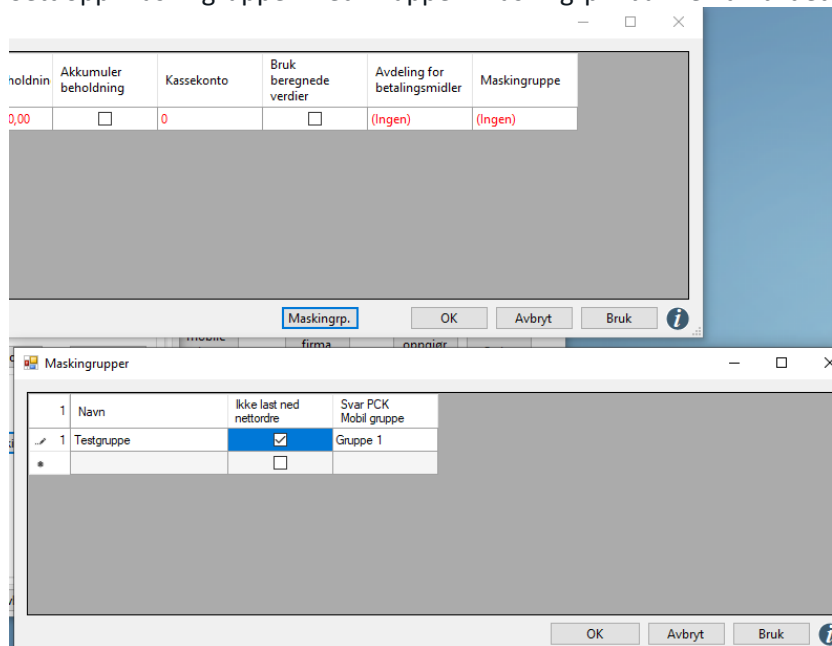 holdnin
Akkumuler
beholdning
Kassekonto
Bruk
beregnede
verdier
Avdeling for
betalingsmidler
Maskingruppe
0,00
0
(Ingen)
(Ingen)
Maskingrp.
OK
Avbryt
Bruk
firma
Maskingrupper
1
Navn
Ikke last ned
nettordre
Svar PCK
Mobil gruppe
1
Testgruppe
Gruppe 1
OK
Avbryt
Bruk